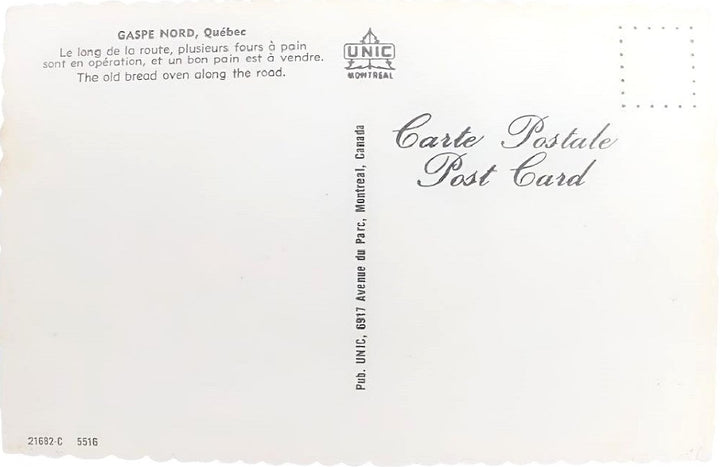 GASPE NORD, Québec
Le long de la route, plusieurs fours à pain
sont en opération, et un bon pain est à vendre.
The old bread oven along the road.
UNIC
MONTREAL
Carte Postale
Post Card
Pub. UNIC, 6917 Avenue du Parc, Montreal, Canada
21682-C 5516